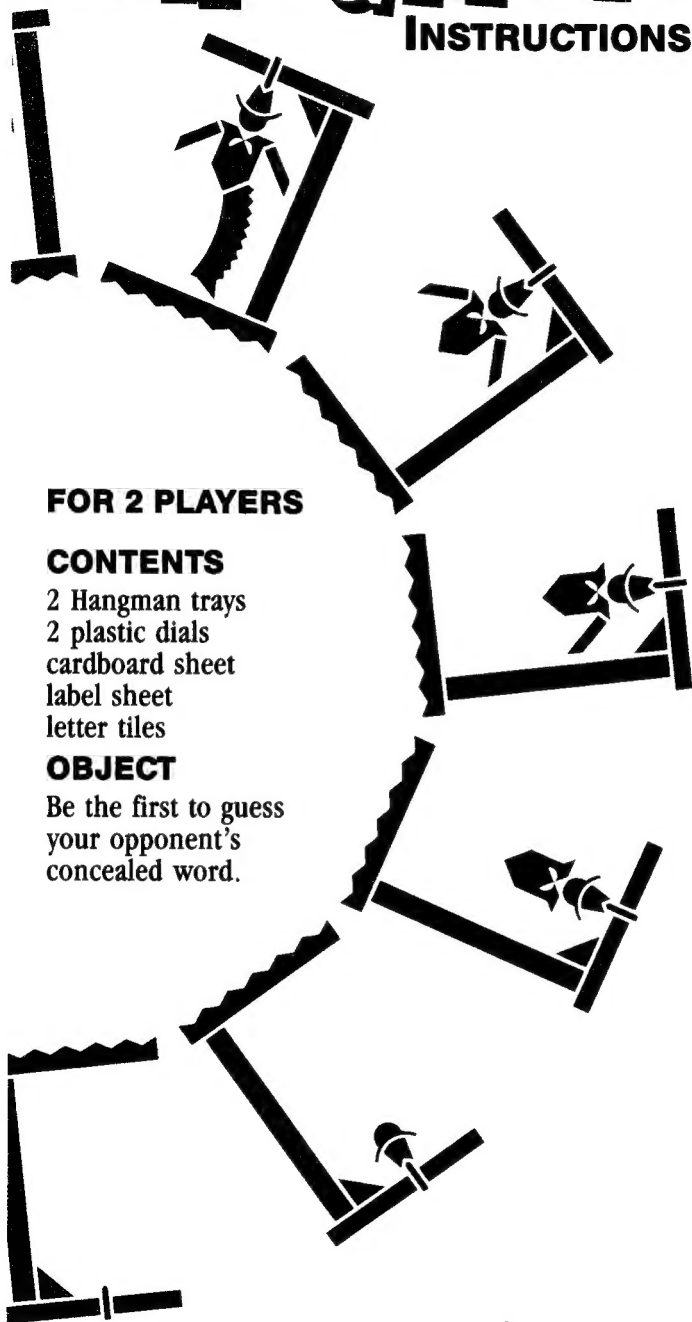 INSTRUCTIONS
FOR 2 PLAYERS
CONTENTS
2 Hangman trays
2 plastic dials
cardboard sheet
label sheet
letter tiles
OBJECT
Be the first to guess
your opponent's
concealed word.